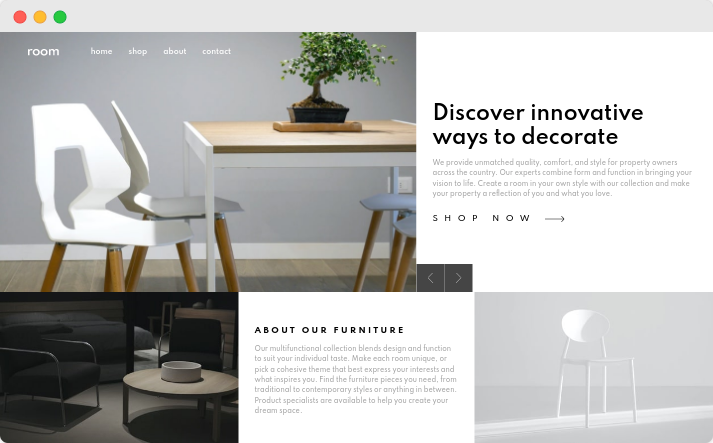 room
home shop about contact
Discover innovative
ways to decorate
We provide unmatched quality, comfort, and style for property owners
across the country. Our experts combine form and function in bringing your
vision to life. Create a room in your own style with our collection and make
your property a reflection of you and what you love.
SHOP NOW
ABOUT OUR FURNITURE
Our multifunctional collection blends design and function
to suit your individual taste. Make each room unique, or
pick a cohesive theme that best express your interests and
what inspires you. Find the furniture pieces you need, from
traditional to contemporary styles or anything in between.
Product specialists are available to help you create your
dream space.